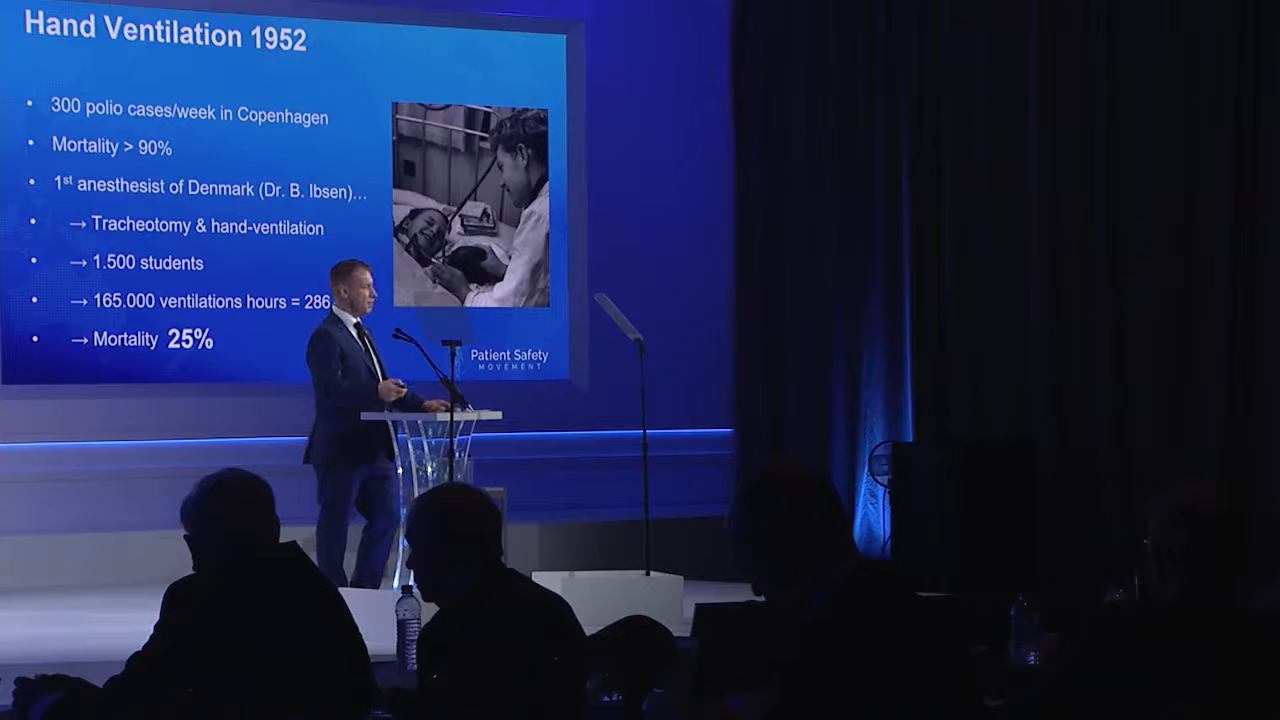 Hand Ventilation 1952
• 300 polio cases/week in Copenhagen
• Mortality > 90%
• 1st anesthesist of Denmark (Dr. B. Ibsen)…
• → Tracheotomy & hand-ventilation
• → 1.500 students
• → 165.000 ventilations hours = 286
• → Mortality 25%
Patient Safety
MOVEMENT